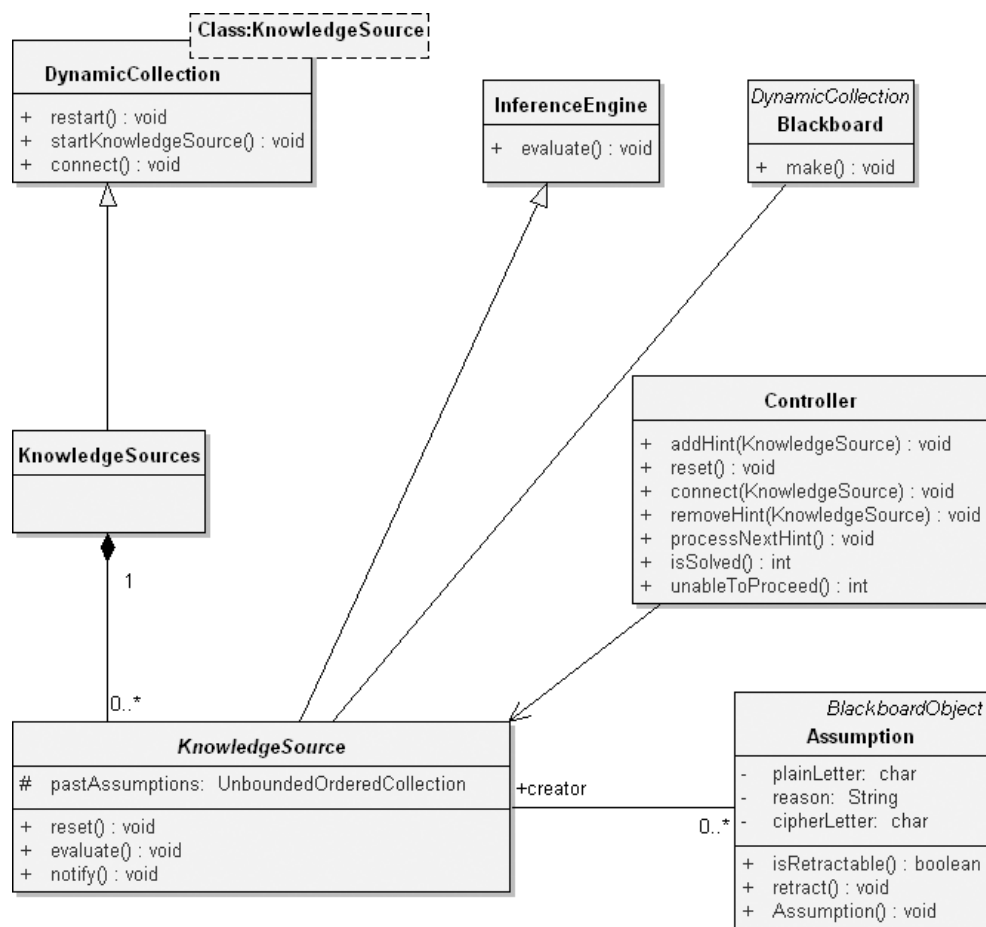 Class:KnowledgeSource
DynamicCollection
+ restart() : void
+ startKnowledgeSource() : void
+ connect() : void
InferenceEngine
+ evaluate() : void
DynamicCollection
Blackboard
+ make() : void
Controller
+ addHint(KnowledgeSource) : void
+ reset() : void
+ connect(KnowledgeSource) : void
+ removeHint(KnowledgeSource) : void
+ processNextHint() : void
+ isSolved() : int
+ unableToProceed() : int
KnowledgeSources
1
0..*
KnowledgeSource
# pastAssumptions: UnboundedOrderedCollection
+ reset() : void
+ evaluate() : void
+ notify() : void
+creator
0..*
BlackboardObject
Assumption
- plainLetter: char
- reason: String
- cipherLetter: char
+ isRetractable() : boolean
+ retract() : void
+ Assumption() : void